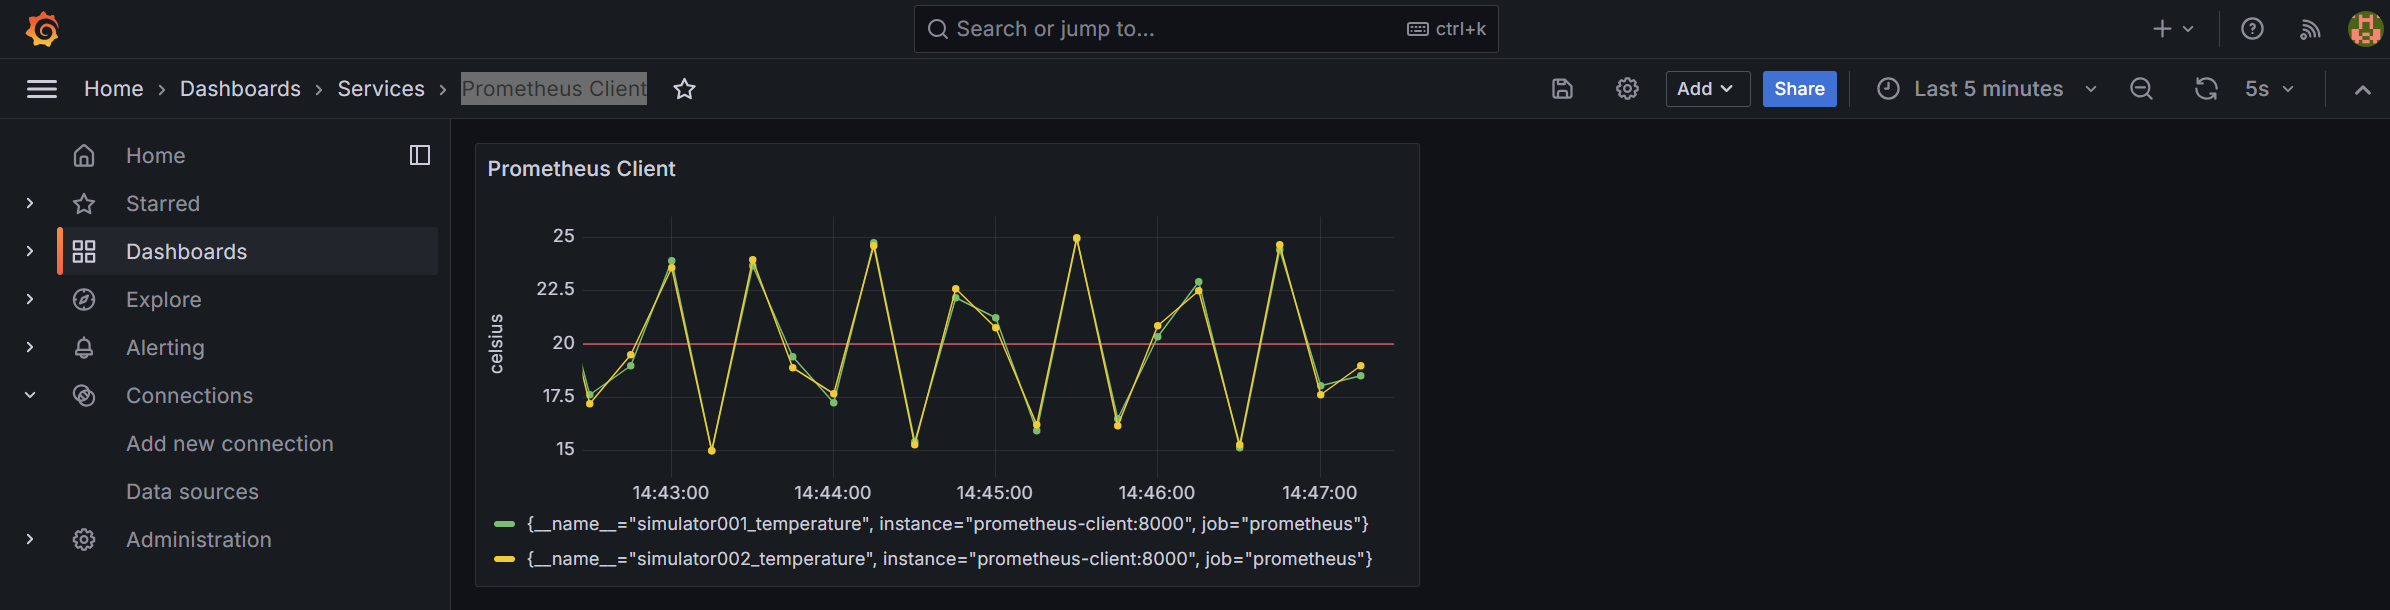 Search or jump to...
ctrl+k
Home
Dashboards
Services
Prometheus Client
Add
Share
Last 5 minutes
5s
Home
Starred
Dashboards
Explore
Alerting
Connections
Add new connection
Data sources
Administration
Prometheus Client
celsius
25
22.5
20
17.5
15
14:43:00
14:44:00
14:45:00
14:46:00
14:47:00
{__name__="simulator001_temperature", instance="prometheus-client:8000", job="prometheus"}
{__name__="simulator002_temperature", instance="prometheus-client:8000", job="prometheus"}